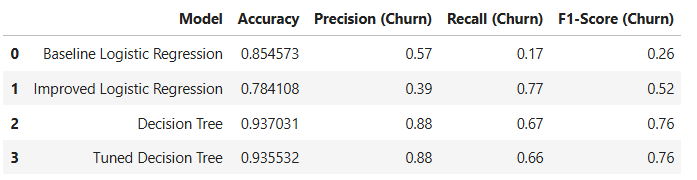 Model Accuracy Precision (Churn) Recall (Churn) F1-Score (Churn)
0 Baseline Logistic Regression 0.854573 0.57 0.17 0.26
1 Improved Logistic Regression 0.784108 0.39 0.77 0.52
2 Decision Tree 0.937031 0.88 0.67 0.76
3 Tuned Decision Tree 0.935532 0.88 0.66 0.76